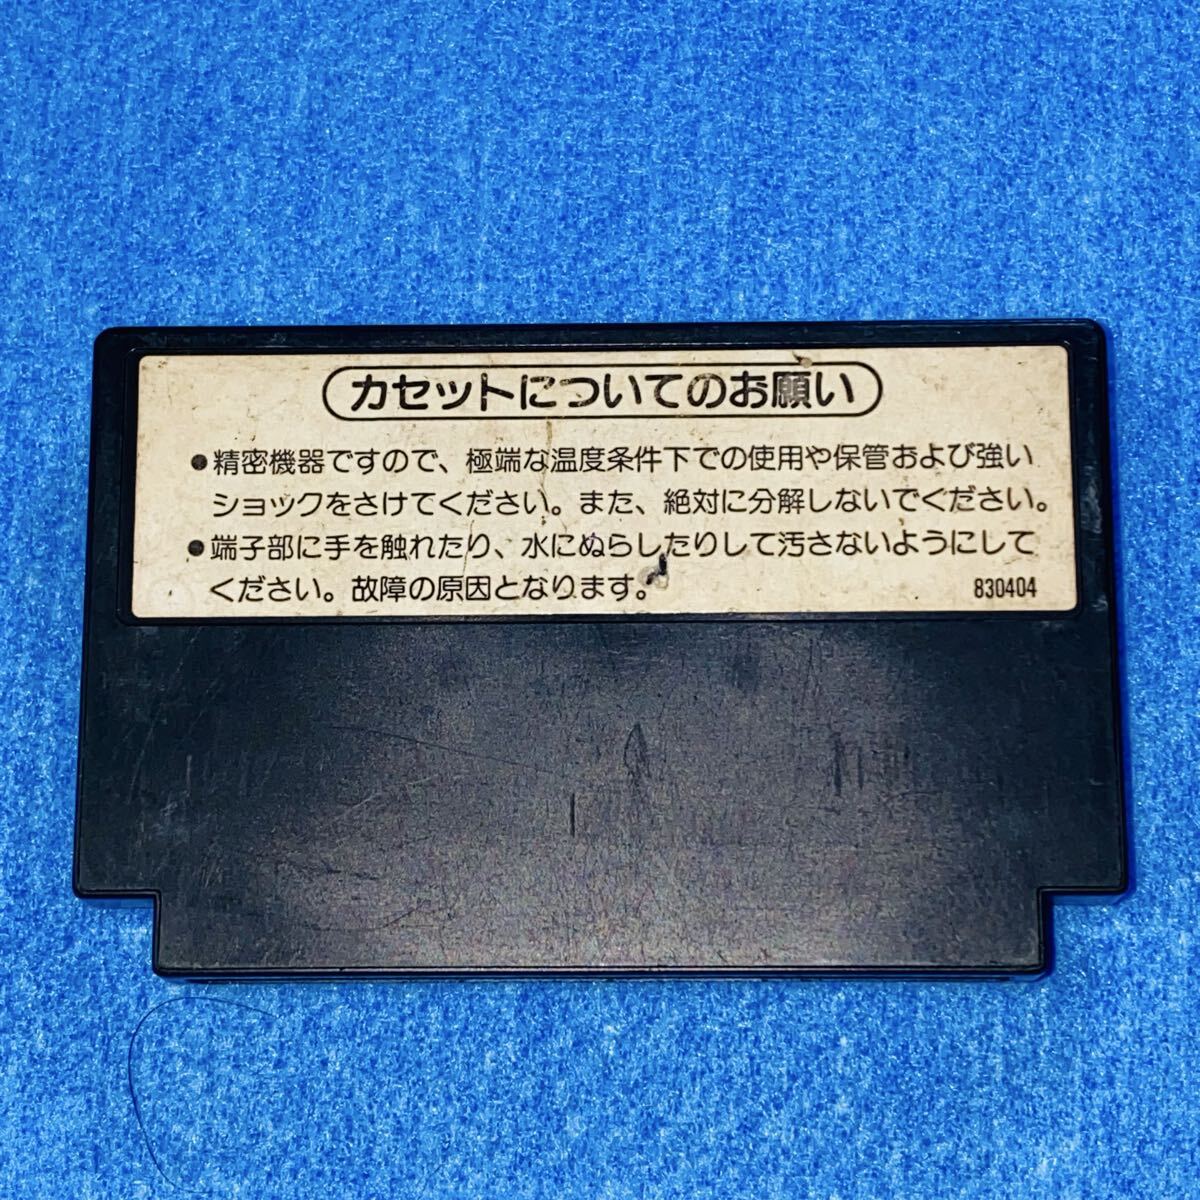 カセットについてのお願い
●精密機器ですので、極端な温度条件下での使用や保管および強い
ショックをさけてください。また、絶対に分解しないでください。
●端子部に手を触れたり、水にぬらしたりして汚さないようにして
ください。故障の原因となります。
830404